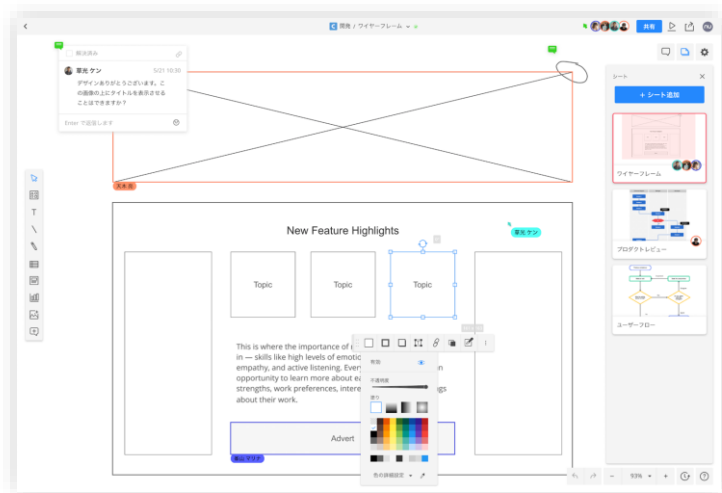 開発 / ワイヤーフレーム
共有
解決済み
草光 ケン 5/21 10:30
デザインありがとうございます。こ
の画像の上にタイトルを表示させる
ことはできますか？
Enter で送信します
シート
+ シート追加
ワイヤーフレーム
プロダクトレビュー
ユーザーフロー
T
New Feature Highlights
草光 ケン
Topic
Topic
Topic
This is where the importance of
in — skills like high levels of emotio
empathy, and active listening. Every n
opportunity to learn more about ea
strengths, work preferences, intere ngs
about their work.
Advert
不透明度
塗り
色の詳細設定
93%